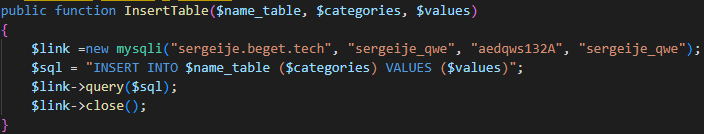 public function InsertTable($name_table, $categories, $values)
{
    $link =new mysqli("sergeije.beget.tech", "sergeije_qwe", "aedqws132A", "sergeije_qwe");
    $sql = "INSERT INTO $name_table ($categories) VALUES ($values)";
    $link->query($sql);
    $link->close();
}